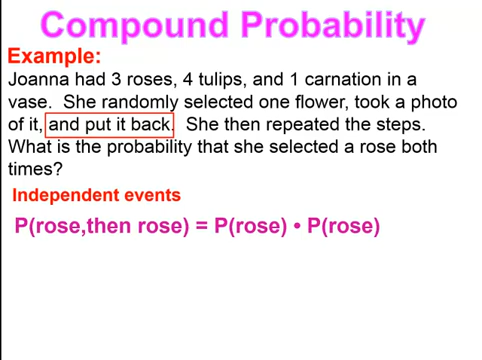 Compound Probability
Example:
Joanna had 3 roses, 4 tulips, and 1 carnation in a
vase.  She randomly selected one flower, took a photo
of it, and put it back.  She then repeated the steps.
What is the probability that she selected a rose both
times?
Independent events
P(rose,then rose) = P(rose) • P(rose)